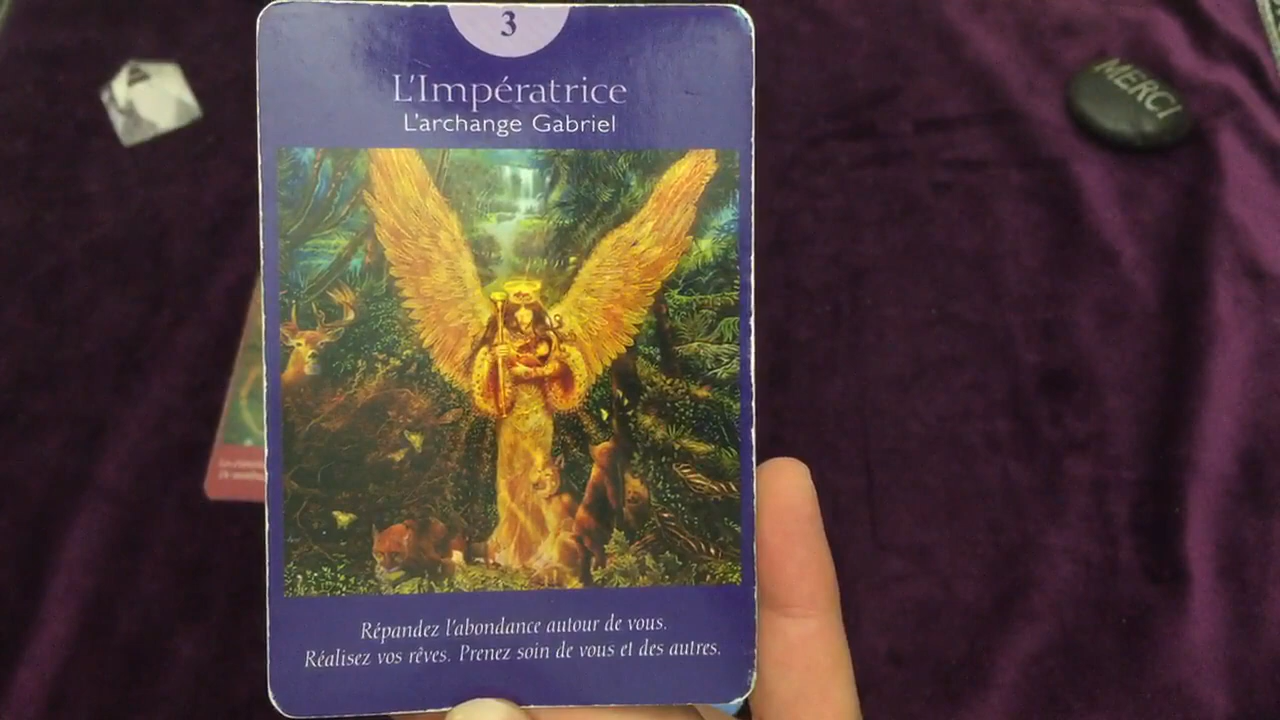 3
L'Impératrice
L'archange Gabriel
MERCI
Répandez l'abondance autour de vous.
Réalisez vos rêves. Prenez soin de vous et des autres.